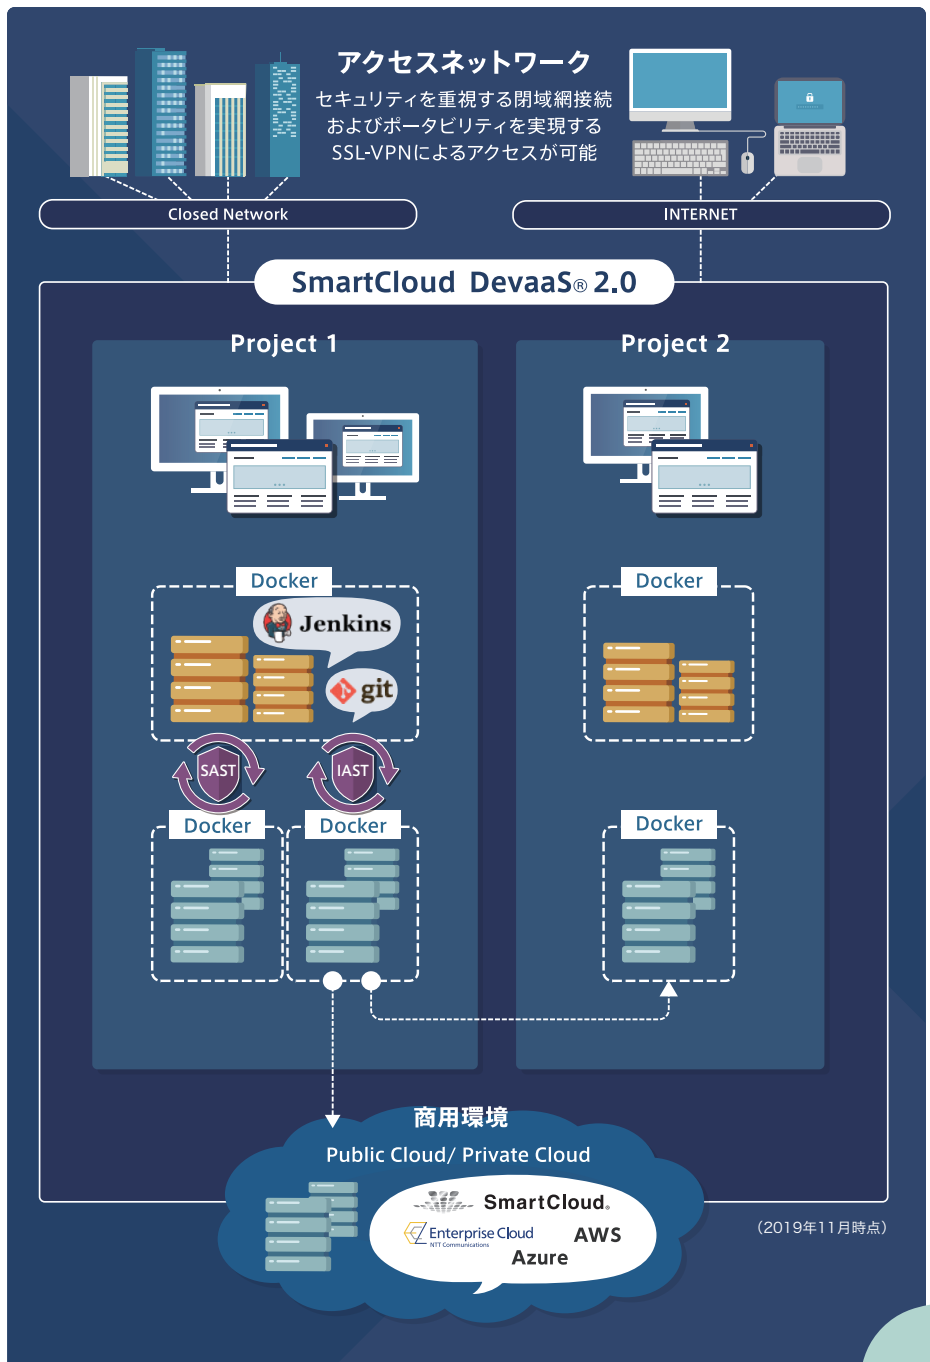 アクセスネットワーク
セキュリティを重視する閉域網接続
およびポータビリティを実現する
SSL-VPNによるアクセスが可能
Closed Network
INTERNET
SmartCloud DevaaS® 2.0
Project 1
Project 2
Docker
Jenkins
git
Docker
SAST
IAST
Docker
Docker
Docker
商用環境
Public Cloud/ Private Cloud
SmartCloud®
Enterprise Cloud
NTT Communications
AWS
Azure
（2019年11月時点）